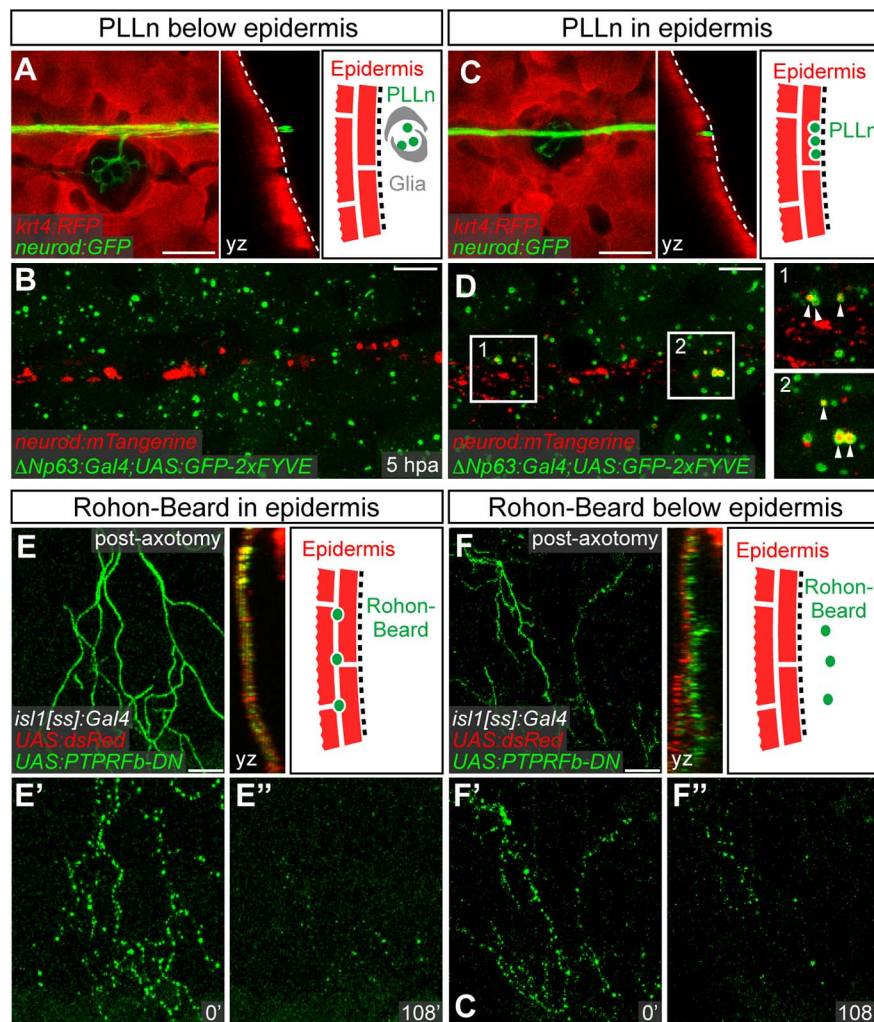 PLLn below epidermis
PLLn in epidermis
A
krt4:RFP
neurod:GFP
yz
Epidermis
PLLn
Glia
C
krt4:RFP
neurod:GFP
yz
Epidermis
PLLn
B
neurod:mTangerine
ΔNp63:Gal4;UAS:GFP-2xFYVE
5 hpa
D
1
2
neurod:mTangerine
ΔNp63:Gal4;UAS:GFP-2xFYVE
1
2
Rohon-Beard in epidermis
Rohon-Beard below epidermis
E
post-axotomy
isl1[ss]:Gal4
UAS:dsRed
UAS:PTPRFb-DN
yz
Epidermis
Rohon-
Beard
F
post-axotomy
isl1[ss]:Gal4
UAS:dsRed
UAS:PTPRFb-DN
yz
Epidermis
Rohon-
Beard
E'
0'
E''
108'
F'
C
0'
F''
108'